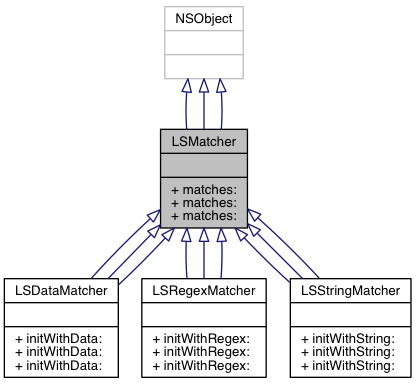 NSObject
LSMatcher
+ matches:
+ matches:
+ matches:
LSDataMatcher
+ initWithData:
+ initWithData:
+ initWithData:
LSRegexMatcher
+ initWithRegex:
+ initWithRegex:
+ initWithRegex:
LSStringMatcher
+ initWithString:
+ initWithString:
+ initWithString: